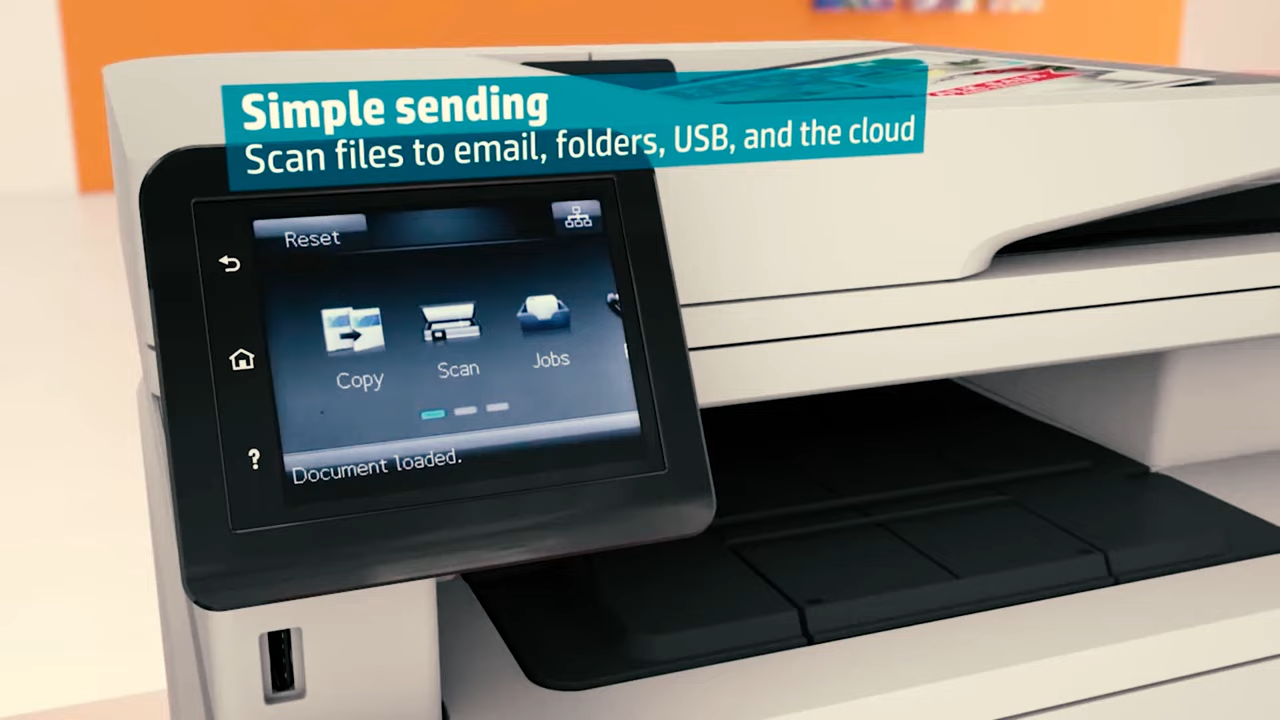 Simple sending
Scan files to email, folders, USB, and the cloud
Reset
Copy
Scan
Jobs
Document loaded.
?